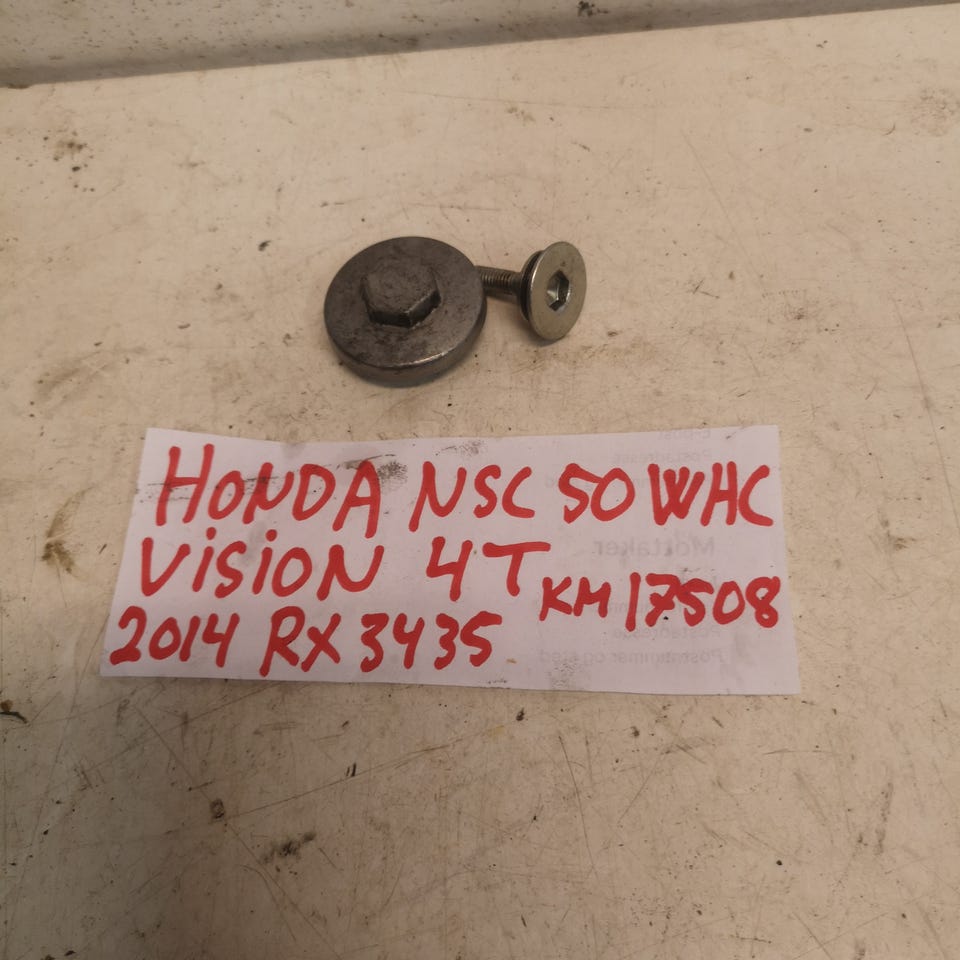 HONDA NSC 50 WHC
VISION 4T KM 17508
2014 RX 3435